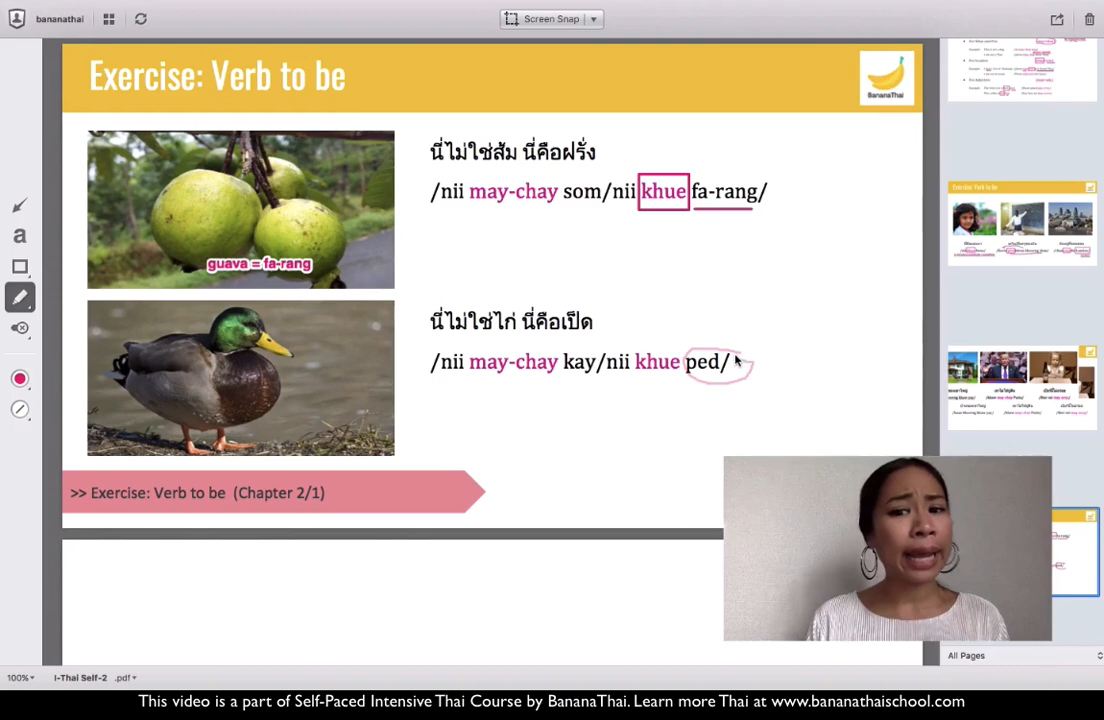 bananathai
Screen Snap
Exercise: Verb to be
BananaThai
นี่ไม่ใช่ส้ม นี่คือฝรั่ง
/nii may-chay som/nii khue fa-rang/
guava = fa-rang
นี่ไม่ใช่ไก่ นี่คือเป็ด
/nii may-chay kay/nii khue ped/
>> Exercise: Verb to be (Chapter 2/1)
Exercise: Verb to be
All Pages
100%
I-Thai Self-2 .pdf
This video is a part of Self-Paced Intensive Thai Course by BananaThai. Learn more Thai at www.bananathaischool.com